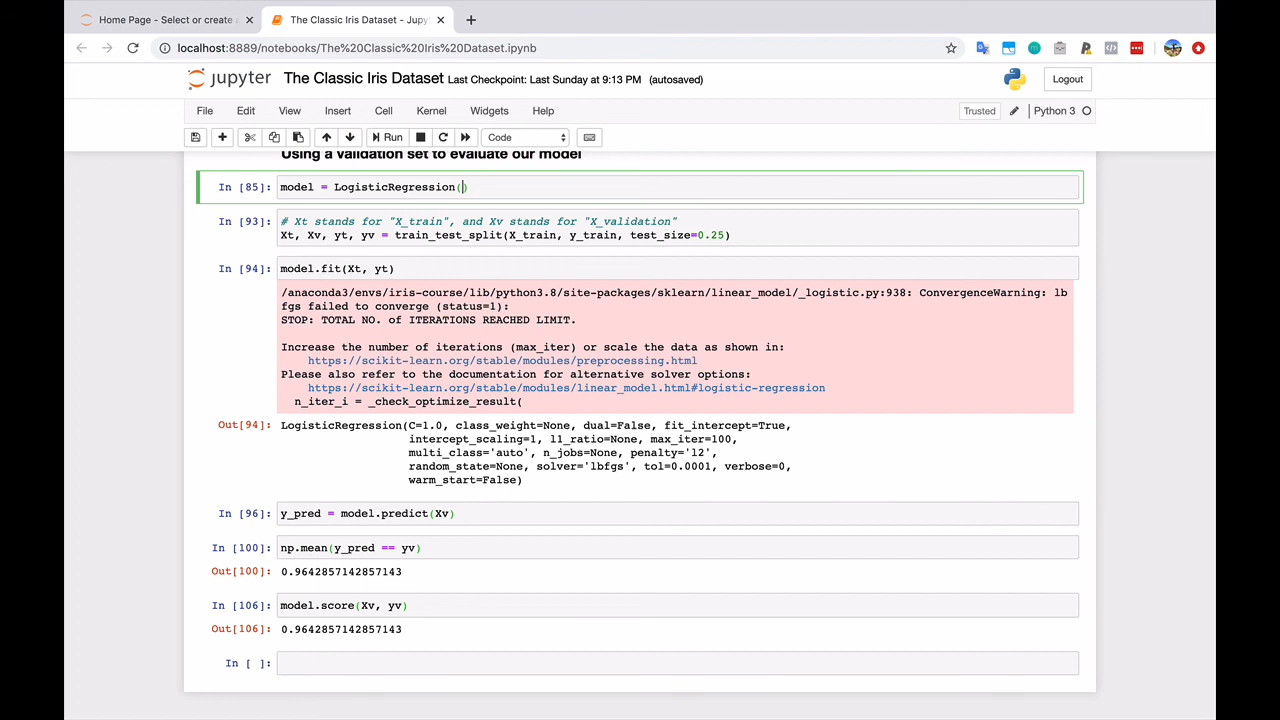 Home Page - Select or create a
The Classic Iris Dataset - Jupy
localhost:8889/notebooks/The%20Classic%20Iris%20Dataset.ipynb
jupyter The Classic Iris Dataset Last Checkpoint: Last Sunday at 9:13 PM (autosaved)
Logout
File Edit View Insert Cell Kernel Widgets Help
Trusted Python 3
Run Code
Using a validation set to evaluate our model
In [85]: model = LogisticRegression()
In [93]: # Xt stands for "X_train", and Xv stands for "X_validation"
Xt, Xv, yt, yv = train_test_split(X_train, y_train, test_size=0.25)
In [94]: model.fit(Xt, yt)
/anaconda3/envs/iris-course/lib/python3.8/site-packages/sklearn/linear_model/_logistic.py:938: ConvergenceWarning: lb
fgs failed to converge (status=1):
STOP: TOTAL NO. of ITERATIONS REACHED LIMIT.
Increase the number of iterations (max_iter) or scale the data as shown in:
https://scikit-learn.org/stable/modules/preprocessing.html
Please also refer to the documentation for alternative solver options:
https://scikit-learn.org/stable/modules/linear_model.html#logistic-regression
n_iter_i = _check_optimize_result(
Out[94]: LogisticRegression(C=1.0, class_weight=None, dual=False, fit_intercept=True,
intercept_scaling=1, l1_ratio=None, max_iter=100,
multi_class='auto', n_jobs=None, penalty='l2',
random_state=None, solver='lbfgs', tol=0.0001, verbose=0,
warm_start=False)
In [96]: y_pred = model.predict(Xv)
In [100]: np.mean(y_pred == yv)
Out[100]: 0.9642857142857143
In [106]: model.score(Xv, yv)
Out[106]: 0.9642857142857143
In [ ]: